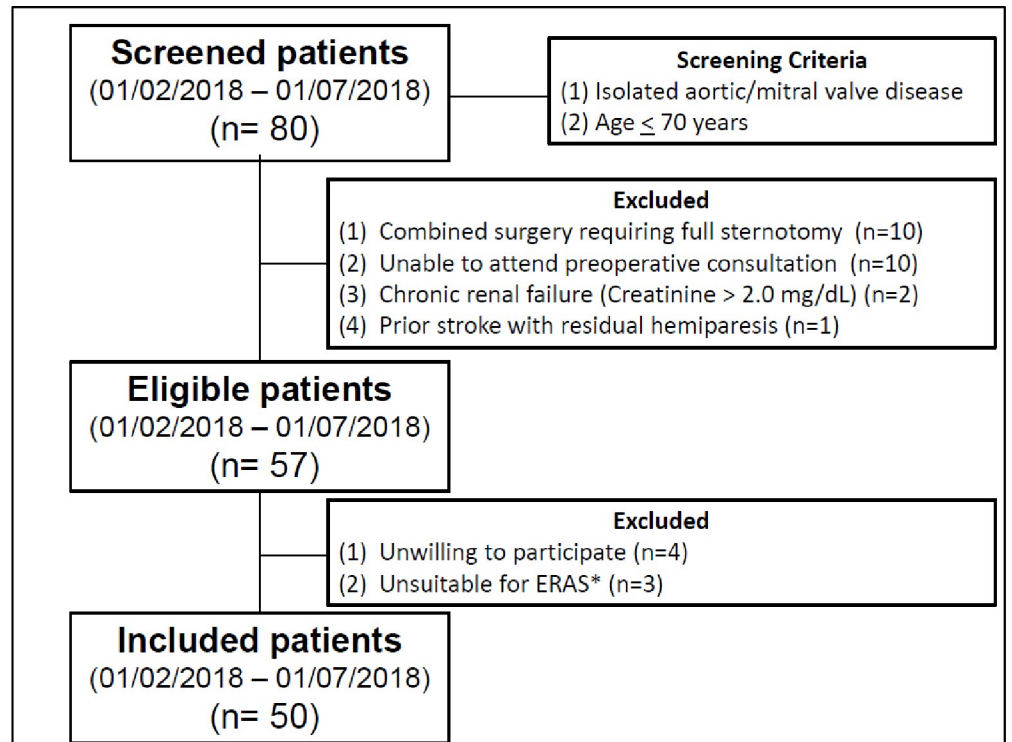 Screened patients
(01/02/2018 – 01/07/2018)
(n= 80)
Screening Criteria
(1) Isolated aortic/mitral valve disease
(2) Age ≤ 70 years
Excluded
(1) Combined surgery requiring full sternotomy (n=10)
(2) Unable to attend preoperative consultation (n=10)
(3) Chronic renal failure (Creatinine > 2.0 mg/dL) (n=2)
(4) Prior stroke with residual hemiparesis (n=1)
Eligible patients
(01/02/2018 – 01/07/2018)
(n= 57)
Excluded
(1) Unwilling to participate (n=4)
(2) Unsuitable for ERAS* (n=3)
Included patients
(01/02/2018 – 01/07/2018)
(n= 50)